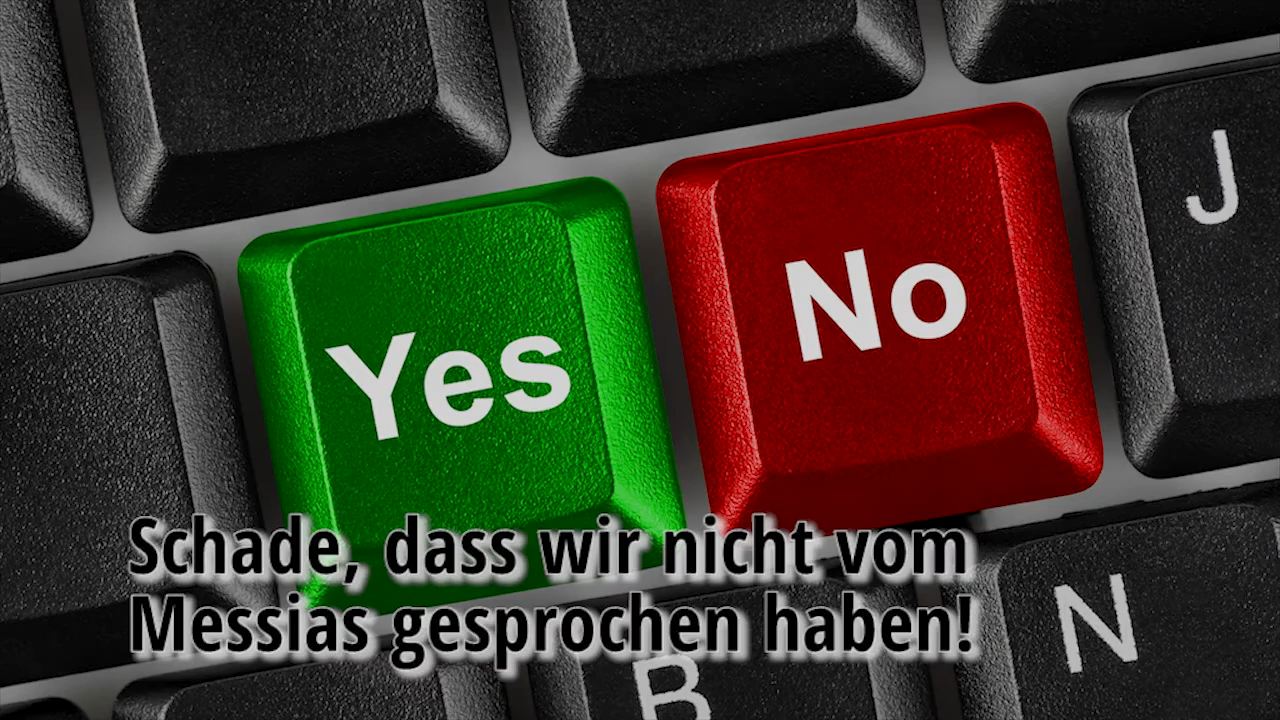 Yes
No
J
Schade, dass wir nicht vom
Messias gesprochen haben!
N
B